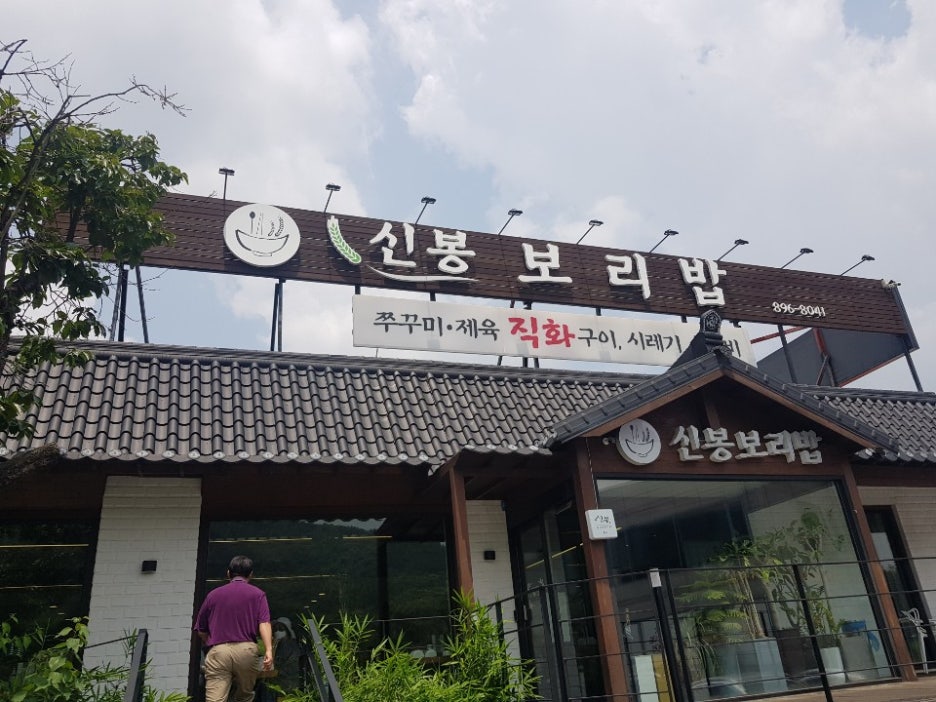 신봉 보리밥
896-8041
쭈꾸미·제육 직화구이, 시레기
신봉보리밥